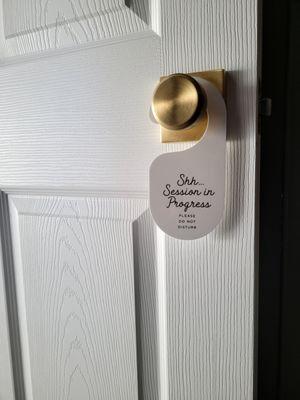 Shh...
Session in
Progress
PLEASE
DO NOT
DISTURB